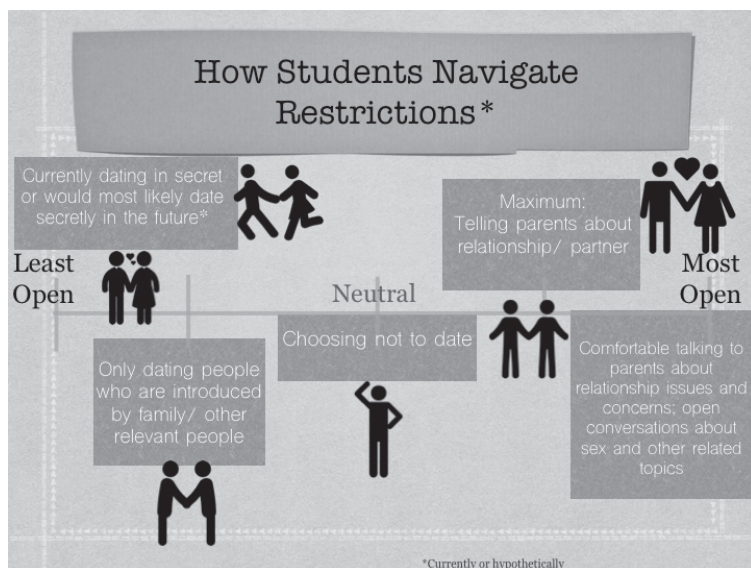 How Students Navigate
Restrictions*
Currently dating in secret
or would most likely date
secretly in the future*
Maximum:
Telling parents about
relationship/ partner
Least
Open
Neutral
Most
Open
Only dating people
who are introduced
by family/ other
relevant people
Choosing not to date
Comfortable talking to
parents about
relationship issues and
concerns; open
conversations about
sex and other related
topics
*Currently or hypothetically